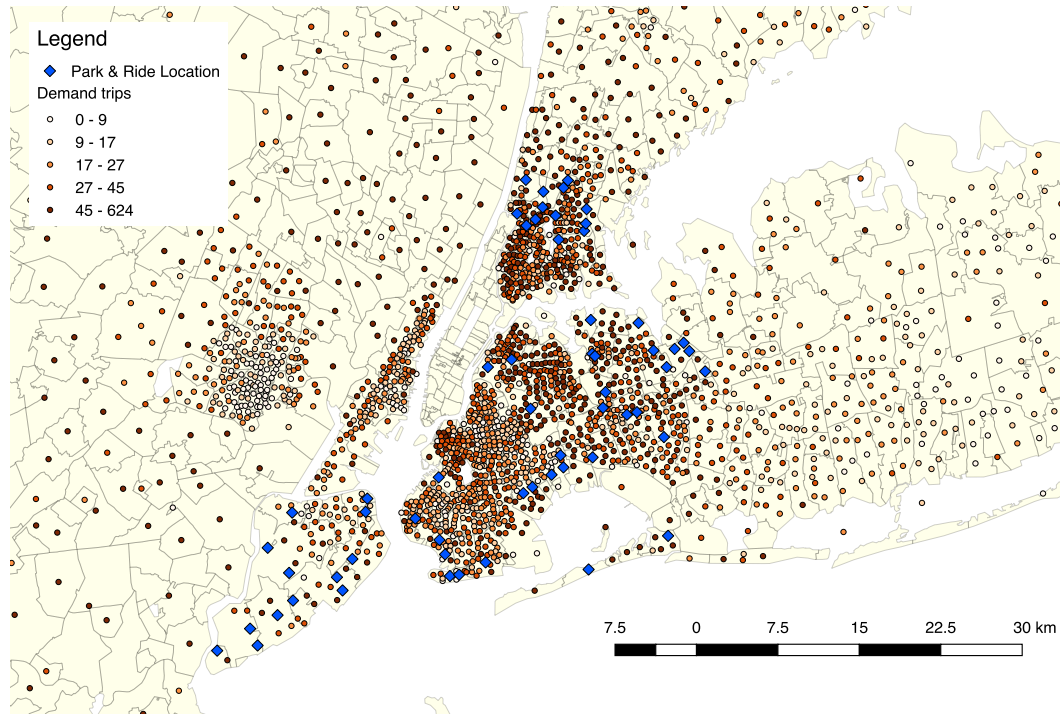 Legend
Park & Ride Location
Demand trips
0 - 9
9 - 17
17 - 27
27 - 45
45 - 624
7.5 0 7.5 15 22.5 30 km